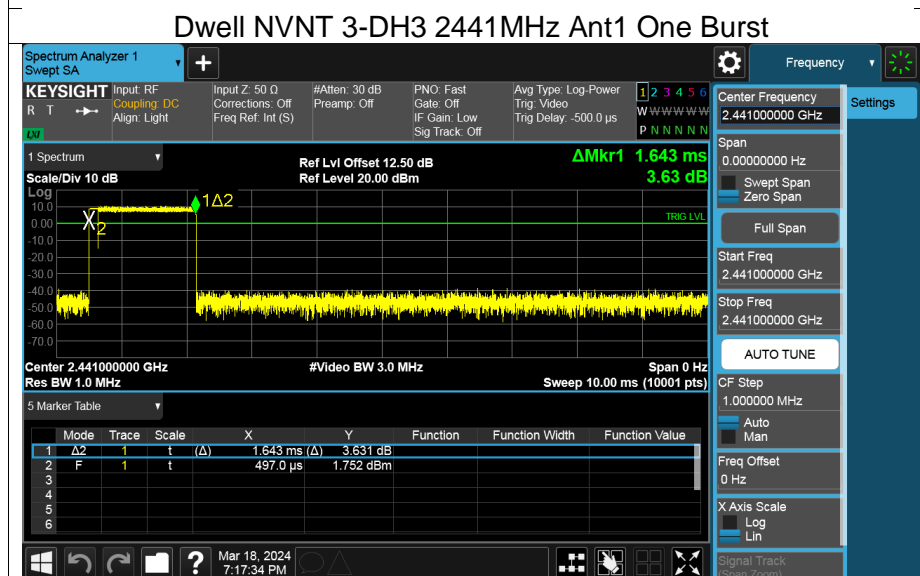 Dwell NVNT 3-DH3 2441MHz Ant1 One Burst
Spectrum Analyzer 1
Swept SA
+
Frequency
KEYSIGHT
R T
LXI
Input: RF
Coupling: DC
Align: Light
Input Z: 50 Ω
Corrections: Off
Freq Ref: Int (S)
#Atten: 30 dB
Preamp: Off
PNO: Fast
Gate: Off
IF Gain: Low
Sig Track: Off
Avg Type: Log-Power
Trig: Video
Trig Delay: -500.0 µs
1 2 3 4 5 6
W W W W W W
P N N N N N
1 Spectrum
Scale/Div 10 dB
Ref Lvl Offset 12.50 dB
Ref Level 20.00 dBm
ΔMkr1 1.643 ms
3.63 dB
Log
10.0
0.00
-10.0
-20.0
-30.0
-40.0
-50.0
-60.0
-70.0
1Δ2
2
TRIG LVL
Center 2.441000000 GHz
#Video BW 3.0 MHz
Span 0 Hz
Res BW 1.0 MHz
Sweep 10.00 ms (10001 pts)
5 Marker Table
Mode Trace Scale X Y Function Function Width Function Value
1 Δ2 1 t (Δ) 1.643 ms (Δ) 3.631 dB
2 F 1 t 497.0 µs 1.752 dBm
3
4
5
6
?
Mar 18, 2024
7:17:34 PM
Center Frequency
2.441000000 GHz
Settings
Span
0.00000000 Hz
Swept Span
Zero Span
Full Span
Start Freq
2.441000000 GHz
Stop Freq
2.441000000 GHz
AUTO TUNE
CF Step
1.000000 MHz
Auto
Man
Freq Offset
0 Hz
X Axis Scale
Log
Lin
Signal Track
(Span Zoom)